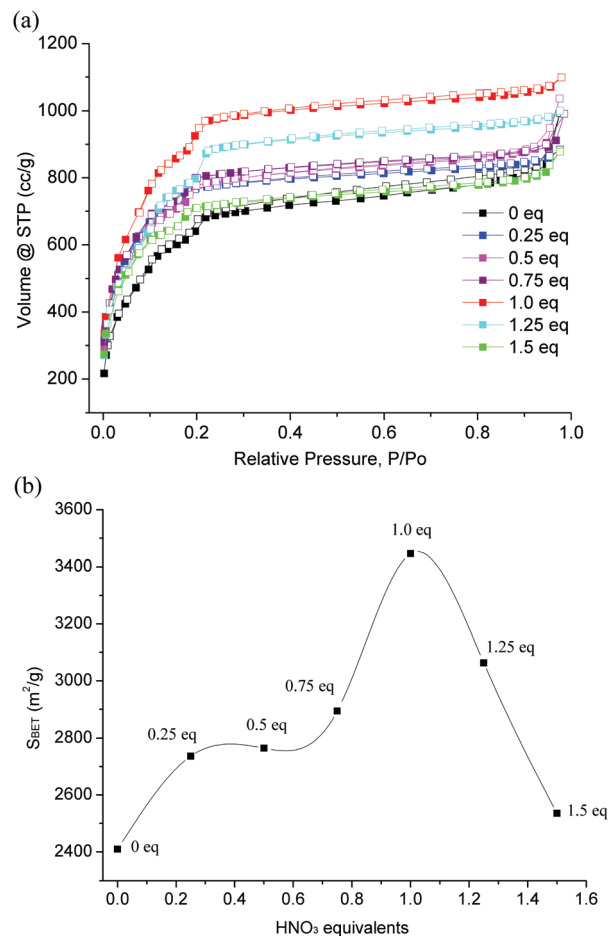 (a)
1200
1000
800
600
400
200
Volume @ STP (cc/g)
0 eq
0.25 eq
0.5 eq
0.75 eq
1.0 eq
1.25 eq
1.5 eq
0.0 0.2 0.4 0.6 0.8 1.0
Relative Pressure, P/Po
(b)
3600
3400
3200
3000
2800
2600
2400
SBET (m²/g)
1.0 eq
1.25 eq
0.75 eq
0.5 eq
0.25 eq
1.5 eq
0 eq
0.0 0.2 0.4 0.6 0.8 1.0 1.2 1.4 1.6
HNO₃ equivalents